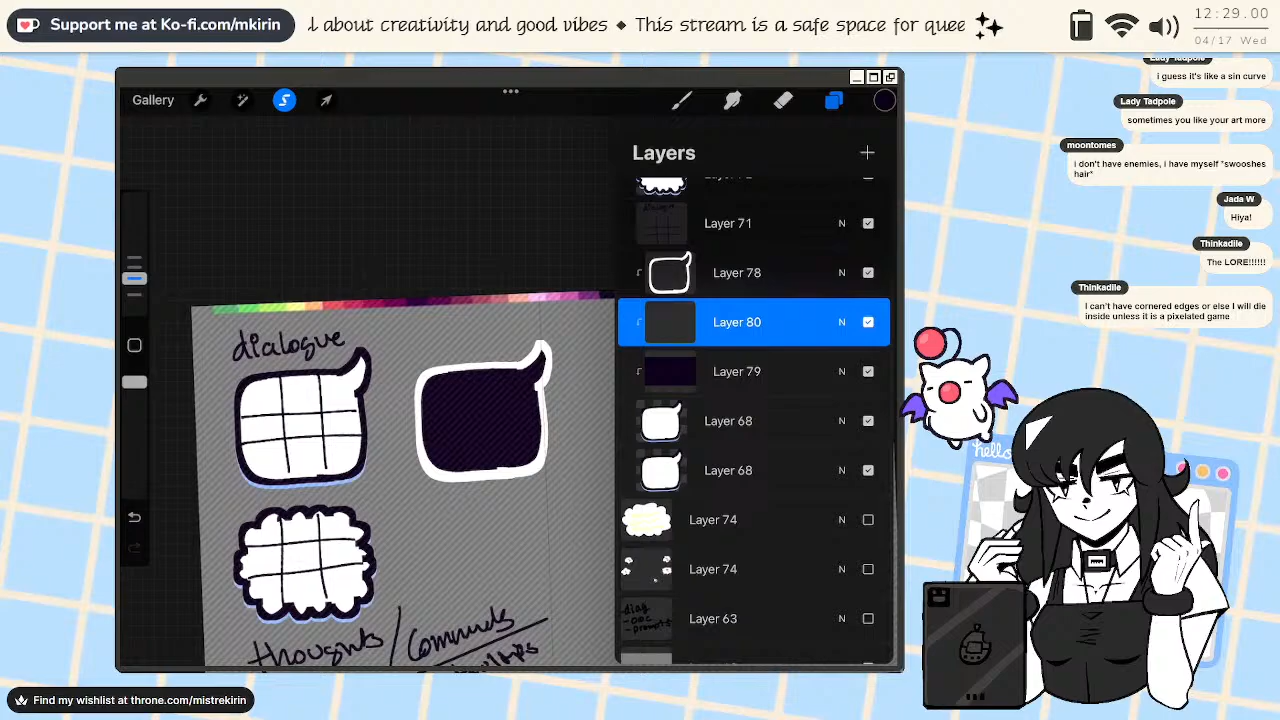 Support me at Ko-fi.com/mkirin
l about creativity and good vibes ◆ This stream is a safe space for quee
12:29.00
04/17 Wed
Gallery
Layers
Layer 71
N
Layer 78
N
Layer 80
N
Layer 79
N
Layer 68
N
Layer 68
N
Layer 74
N
Layer 74
N
Layer 63
N
dialogue
thoughts/
Lady Tadpole
i guess it's like a sin curve
Lady Tadpole
sometimes you like your art more
moontomes
i don't have enemies, i have myself *swooshes
hair*
Jada W
Hiya!
Thinkadile
The LORE!!!!!!
Thinkadile
I can't have cornered edges or else I will die
inside unless it is a pixelated game
hello
Find my wishlist at throne.com/mistrekirin